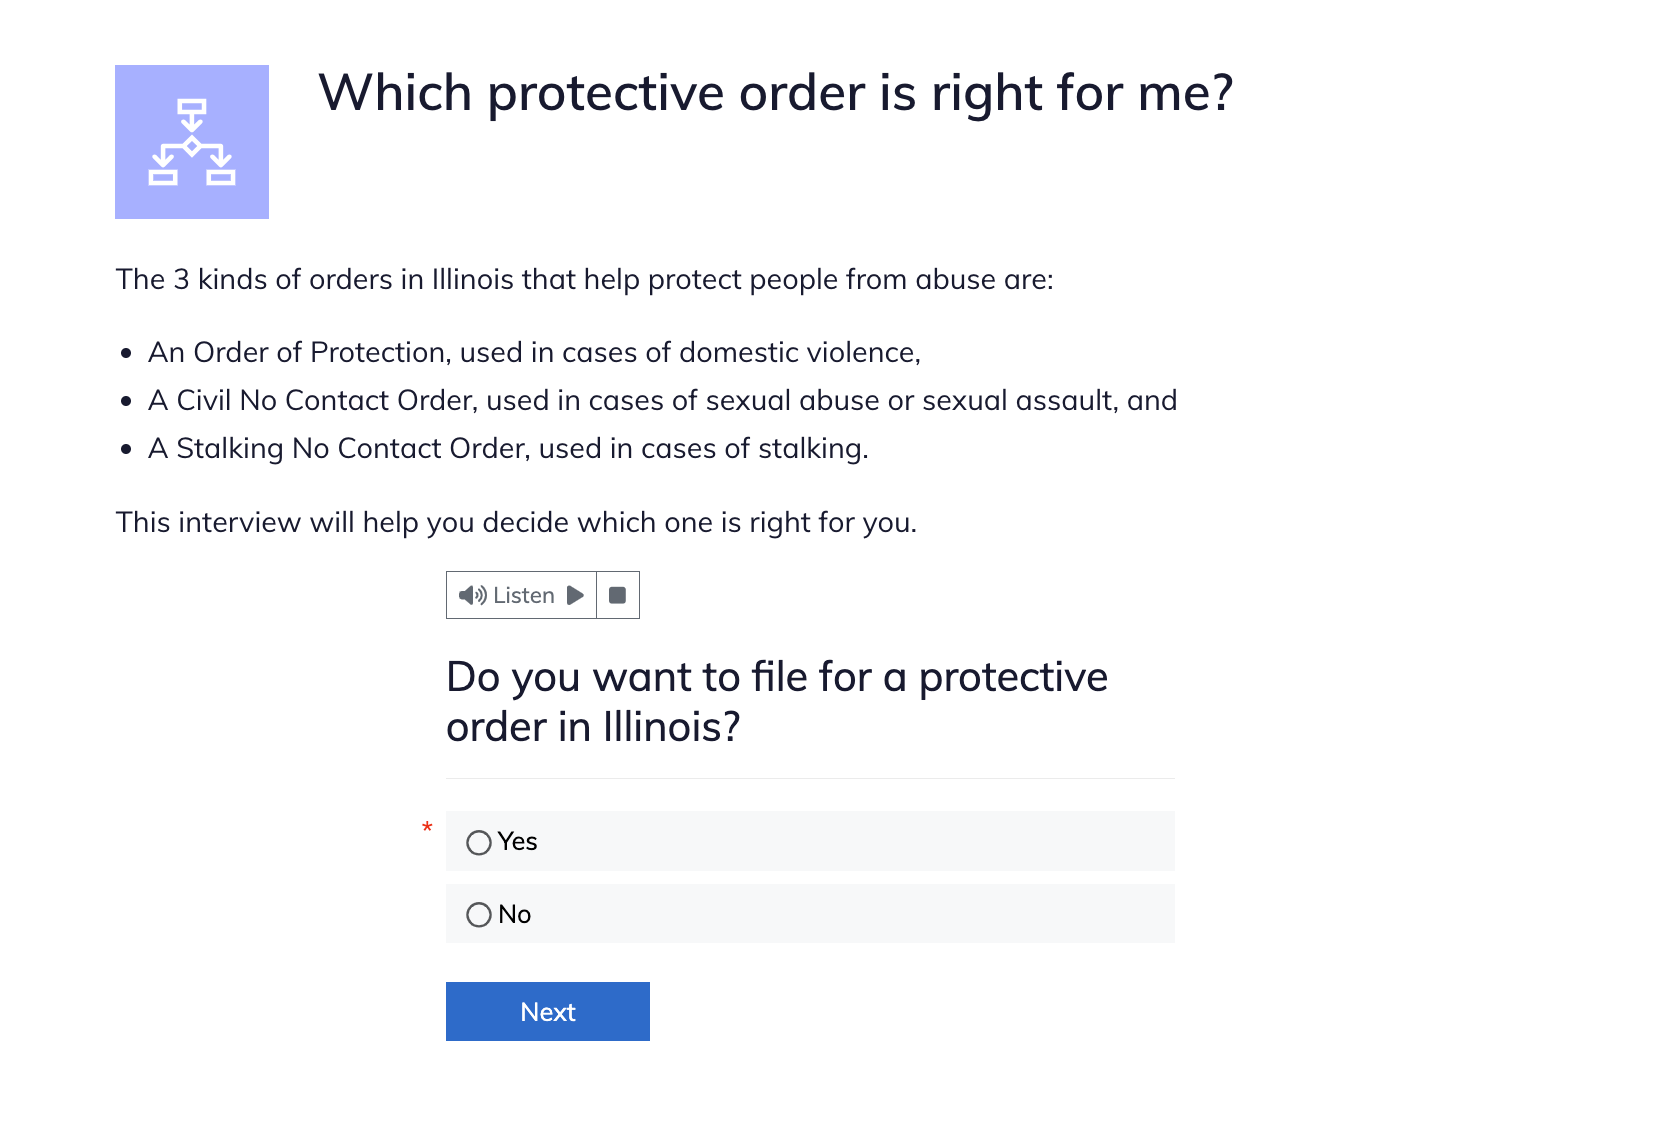 Which protective order is right for me?
The 3 kinds of orders in Illinois that help protect people from abuse are:
• An Order of Protection, used in cases of domestic violence,
• A Civil No Contact Order, used in cases of sexual abuse or sexual assault, and
• A Stalking No Contact Order, used in cases of stalking.
This interview will help you decide which one is right for you.
Listen
Do you want to file for a protective
order in Illinois?
* Yes
No
Next